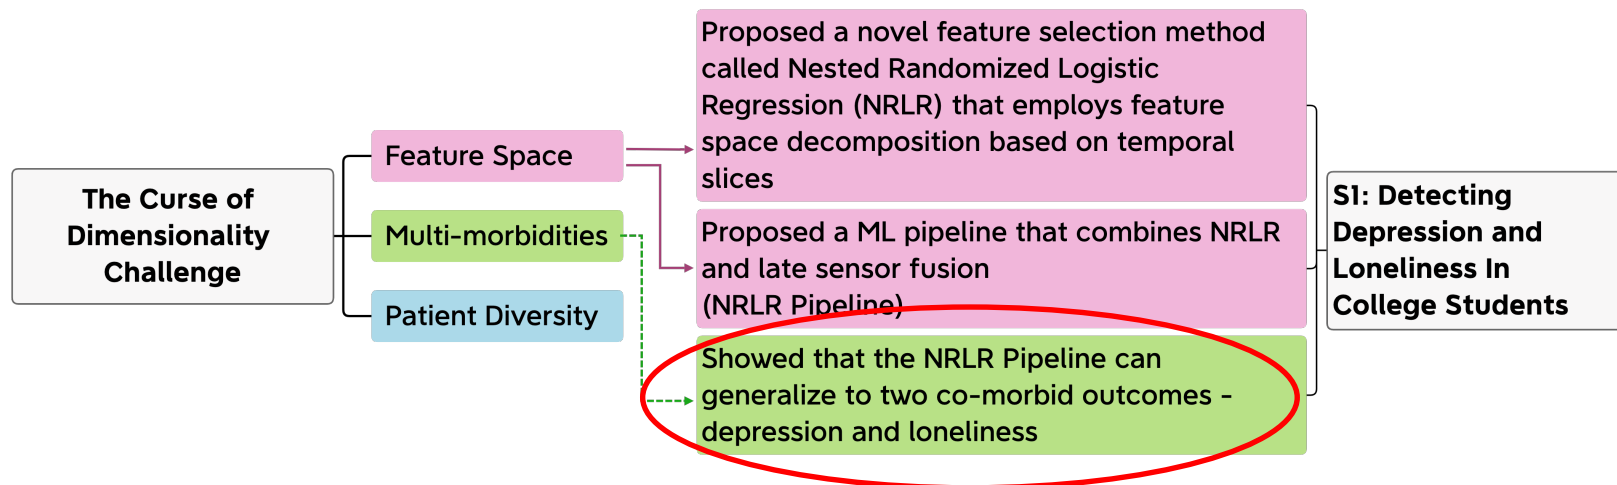 The Curse of
Dimensionality
Challenge
Feature Space
Multi-morbidities
Patient Diversity
Proposed a novel feature selection method
called Nested Randomized Logistic
Regression (NRLR) that employs feature
space decomposition based on temporal
slices
Proposed a ML pipeline that combines NRLR
and late sensor fusion
(NRLR Pipeline)
Showed that the NRLR Pipeline can
generalize to two co-morbid outcomes -
depression and loneliness
S1: Detecting
Depression and
Loneliness In
College Students